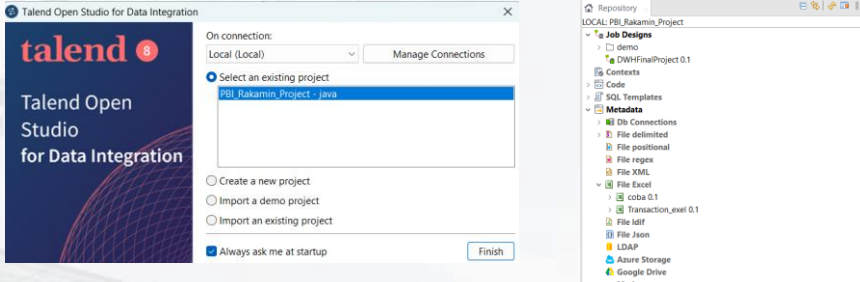 Talend Open Studio for Data Integration
talend 8
Talend Open
Studio
for Data Integration
On connection:
Local (Local)
Manage Connections
Select an existing project
PBI_Rakamin_Project - java
Create a new project
Import a demo project
Import an existing project
Always ask me at startup
Finish
Repository
LOCAL: PBI_Rakamin_Project
Job Designs
demo
DWHFinalProject 0.1
Contexts
Code
SQL Templates
Metadata
Db Connections
File delimited
File positional
File regex
File XML
File Excel
coba 0.1
Transaction_exel 0.1
File ldif
File Json
LDAP
Azure Storage
Google Drive